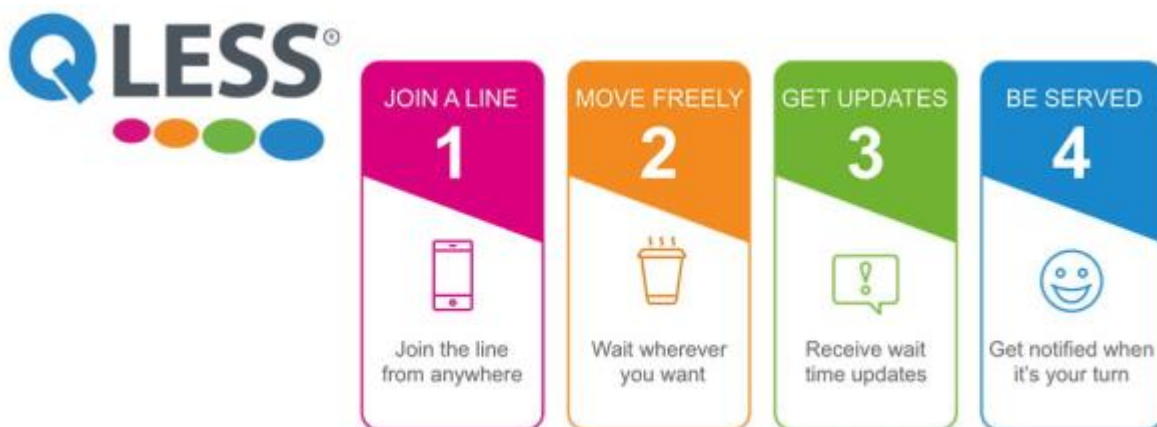 QLESS®
JOIN A LINE
1
Join the line
from anywhere
MOVE FREELY
2
Wait wherever
you want
GET UPDATES
3
!
Receive wait
time updates
BE SERVED
4
Get notified when
it's your turn